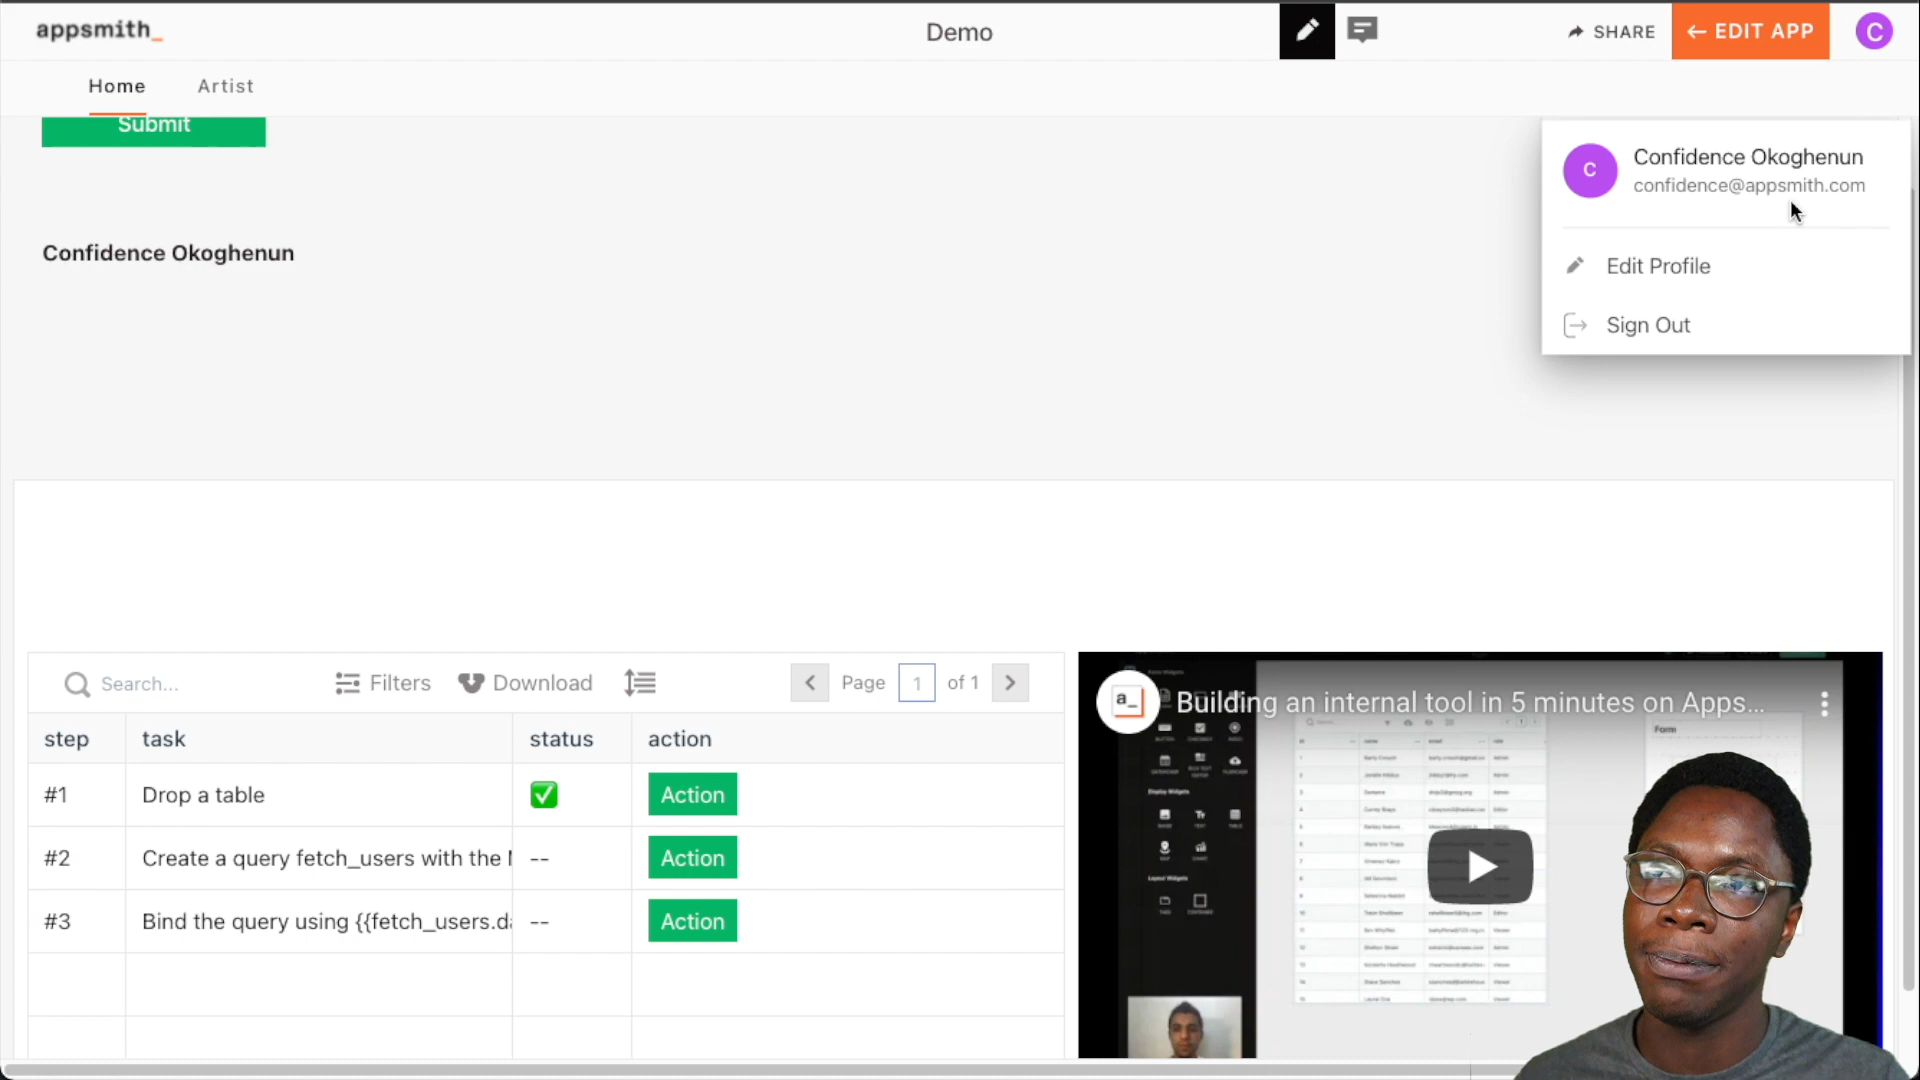 appsmith_
Demo
SHARE
EDIT APP
C
Home
Artist
Submit
C
Confidence Okoghenun
confidence@appsmith.com
Edit Profile
Sign Out
Confidence Okoghenun
Search...
Filters
Download
Page
1
of 1
step
task
status
action
#1
Drop a table
Action
#2
Create a query fetch_users with the
--
Action
#3
Bind the query using {{fetch_users.da
--
Action
a_
Building an internal tool in 5 minutes on Apps...
Form